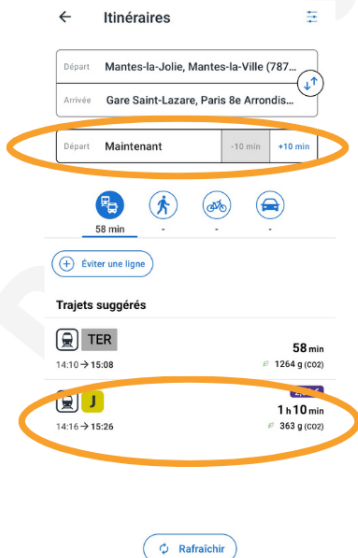 Itinéraires
Départ Mantes-la-Jolie, Mantes-la-Ville (787...
Arrivée Gare Saint-Lazare, Paris 8e Arrondis...
Départ Maintenant -10 min +10 min
58 min - - -
Éviter une ligne
Trajets suggérés
TER
58 min
14:10 → 15:08 1264 g (CO2)
J
1 h 10 min
14:16 → 15:26 363 g (CO2)
Rafraîchir